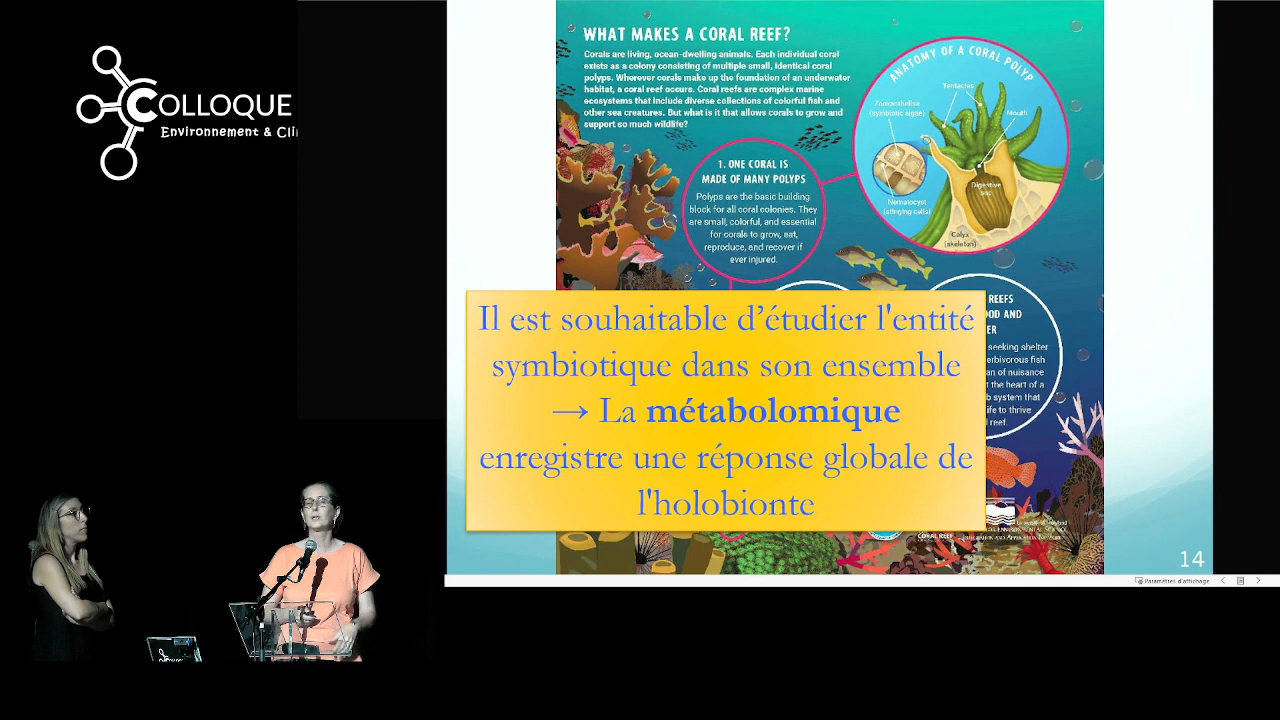 COLLOQUE
Environnement & Cli
WHAT MAKES A CORAL REEF?
Corals are living, ocean-dwelling animals. Each individual coral
exists as a colony consisting of multiple small, identical coral
polyps. Wherever corals make up the foundation of an underwater
habitat, a coral reef occurs. Coral reefs are complex marine
ecosystems that include diverse collections of colorful fish and
other sea creatures. But what is it that allows corals to grow and
support so much wildlife?
ANATOMY OF A CORAL POLYP
Tentacles
Zooxanthellae
(symbiotic algae)
Mouth
Digestive
sac
Nematocyst
(stinging cells)
Calyx
(skeleton)
1. ONE CORAL IS
MADE OF MANY POLYPS
Polyps are the basic building
block for all coral colonies. They
are small, colorful, and essential
for corals to grow, eat,
reproduce, and recover if
ever injured.
REEFS
OOD AND
ER
seeking shelter
erbivorous fish
an of nuisance
t the heart of a
b system that
life to thrive
reef.
Il est souhaitable d’étudier l'entité
symbiotique dans son ensemble
→ La métabolomique
enregistre une réponse globale de
l'holobionte
CORAL REEF
14
Paramètres d'affichage